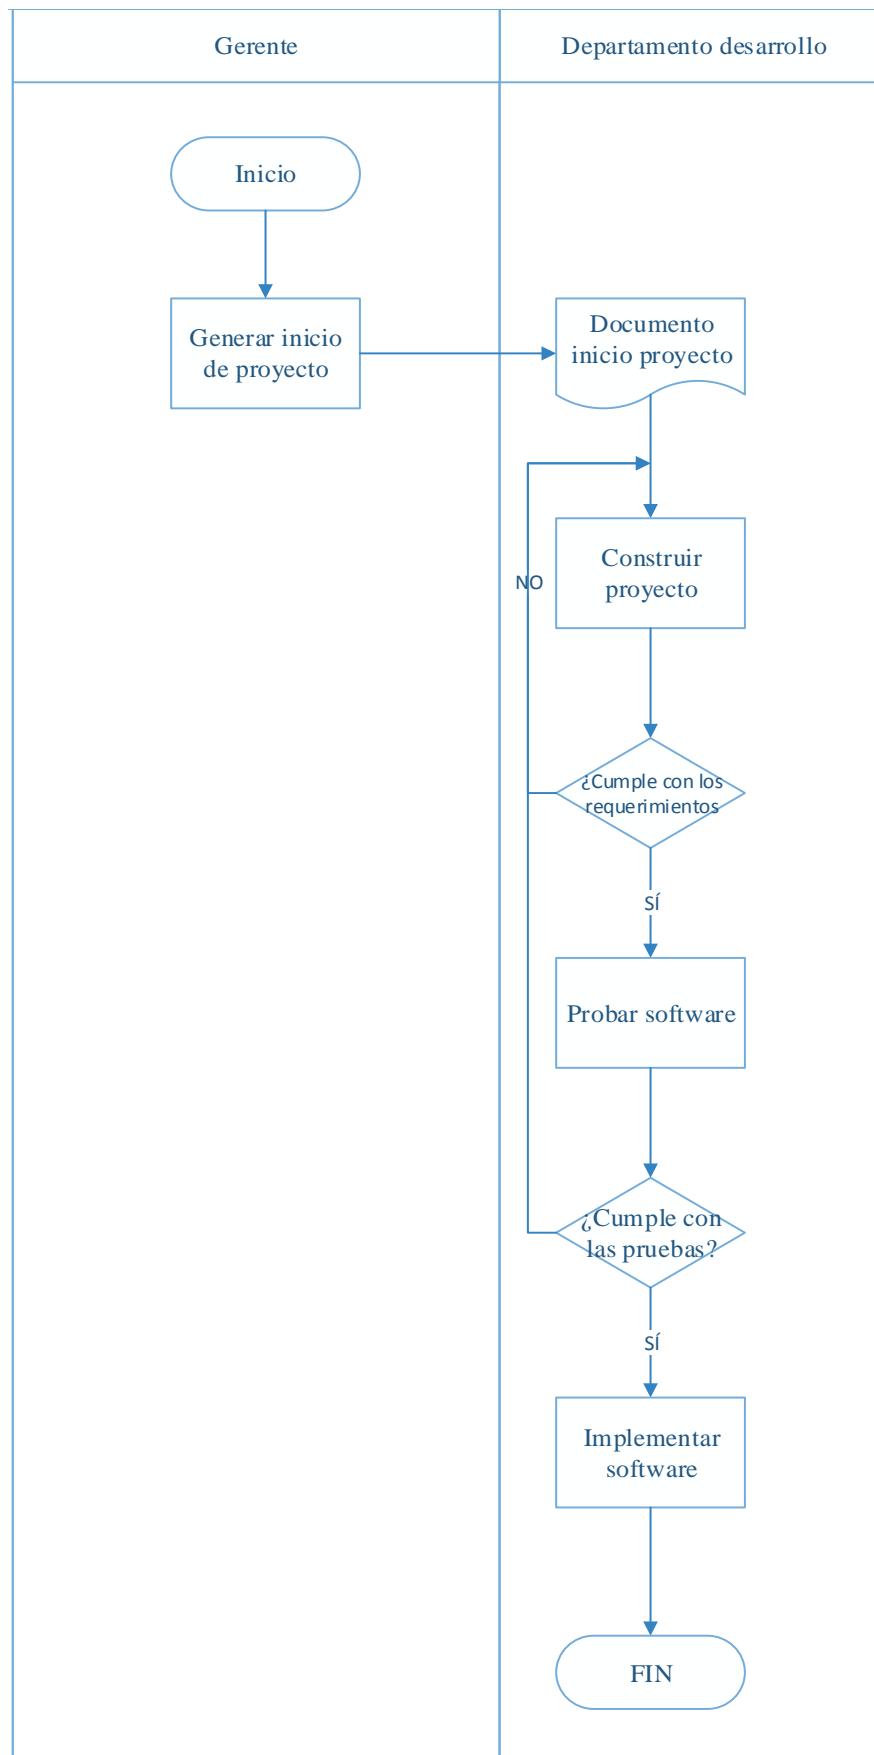 Gerente
Departamento desarrollo
Inicio
Generar inicio
de proyecto
Documento
inicio proyecto
Construir
proyecto
NO
¿Cumple con los
requerimientos
SÍ
Probar software
¿Cumple con
las pruebas?
SÍ
Implementar
software
FIN